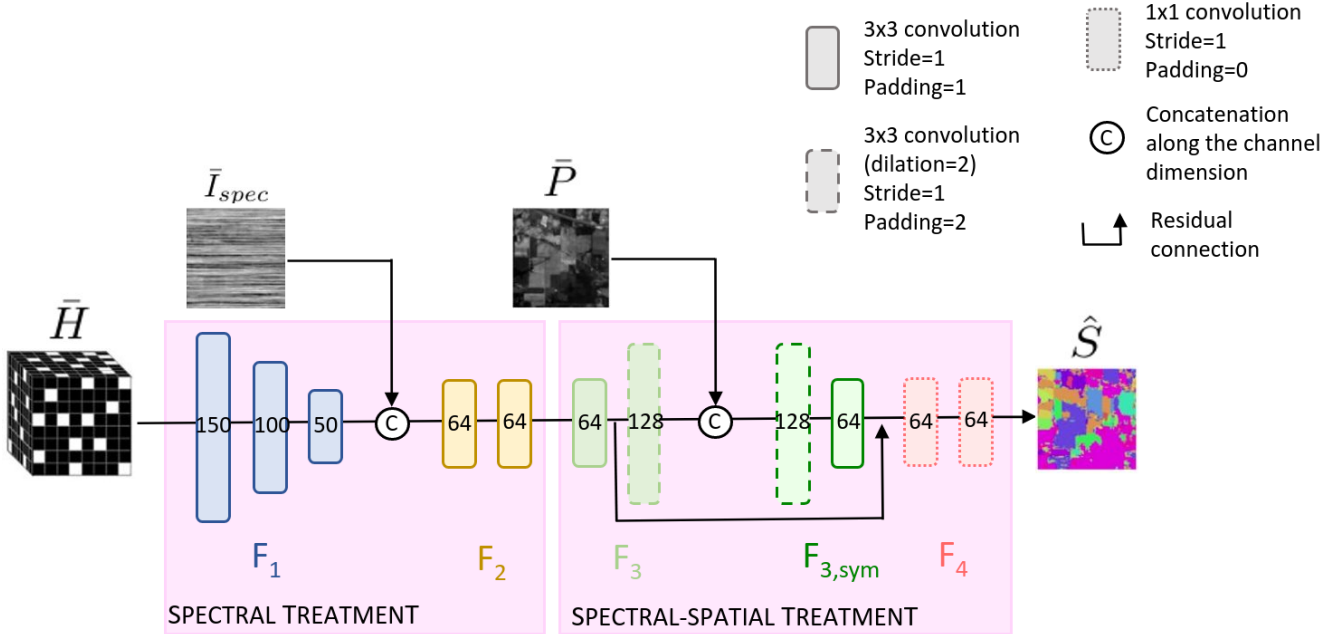 3x3 convolution
Stride=1
Padding=1
1x1 convolution
Stride=1
Padding=0
3x3 convolution
(dilation=2)
Stride=1
Padding=2
C
Concatenation
along the channel
dimension
Residual
connection
Ī_spec
P̄
H̄
Ŝ
150
100
50
C
64
64
64
128
C
128
64
64
64
F₁
F₂
F₃
F₃,sym
F₄
SPECTRAL TREATMENT
SPECTRAL-SPATIAL TREATMENT